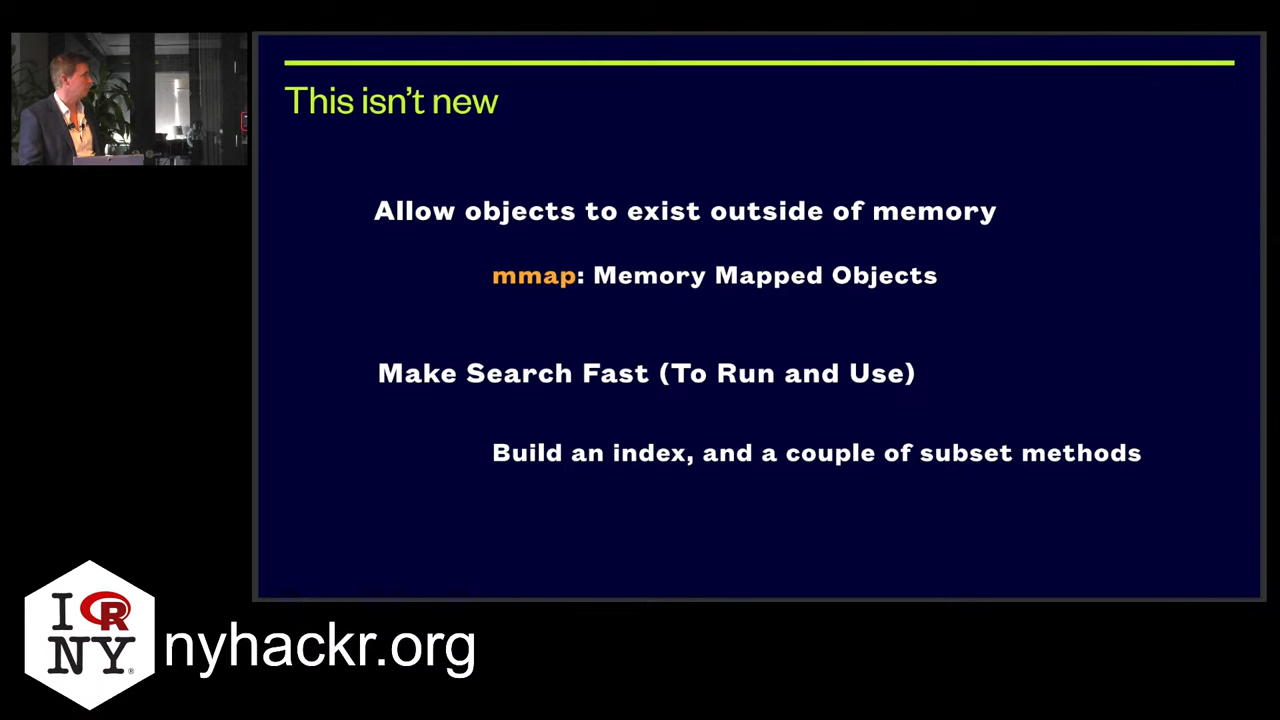 This isn't new
Allow objects to exist outside of memory
mmap: Memory Mapped Objects
Make Search Fast (To Run and Use)
Build an index, and a couple of subset methods
I R
NY®
nyhackr.org